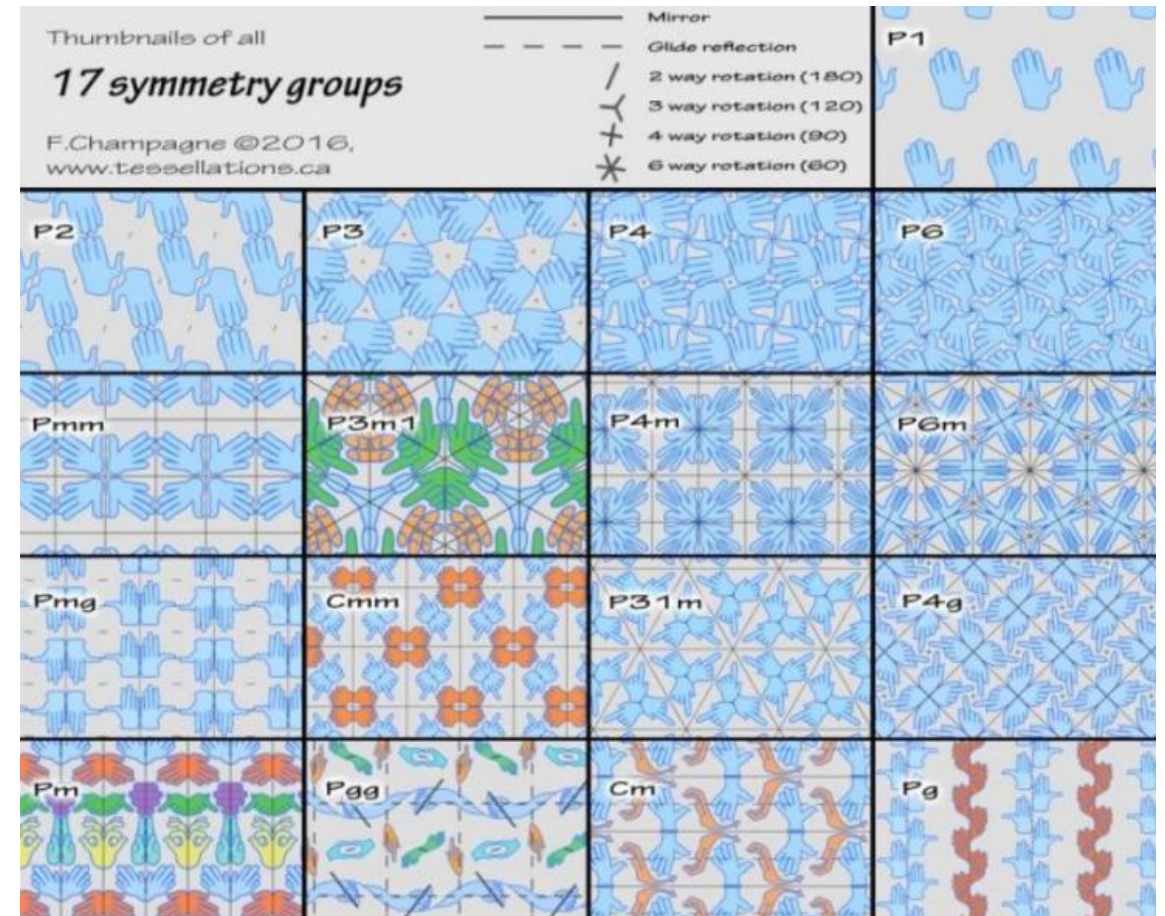 Thumbnails of all
17 symmetry groups
F.Champagne ©2016,
www.tessellations.ca
Mirror
Glide reflection
2 way rotation (180)
3 way rotation (120)
4 way rotation (90)
6 way rotation (60)
P1
P2
P3
P4
P6
Pmm
P3m1
P4m
P6m
Pmg
Cmm
P31m
P4g
Pm
Pgg
Cm
Pg